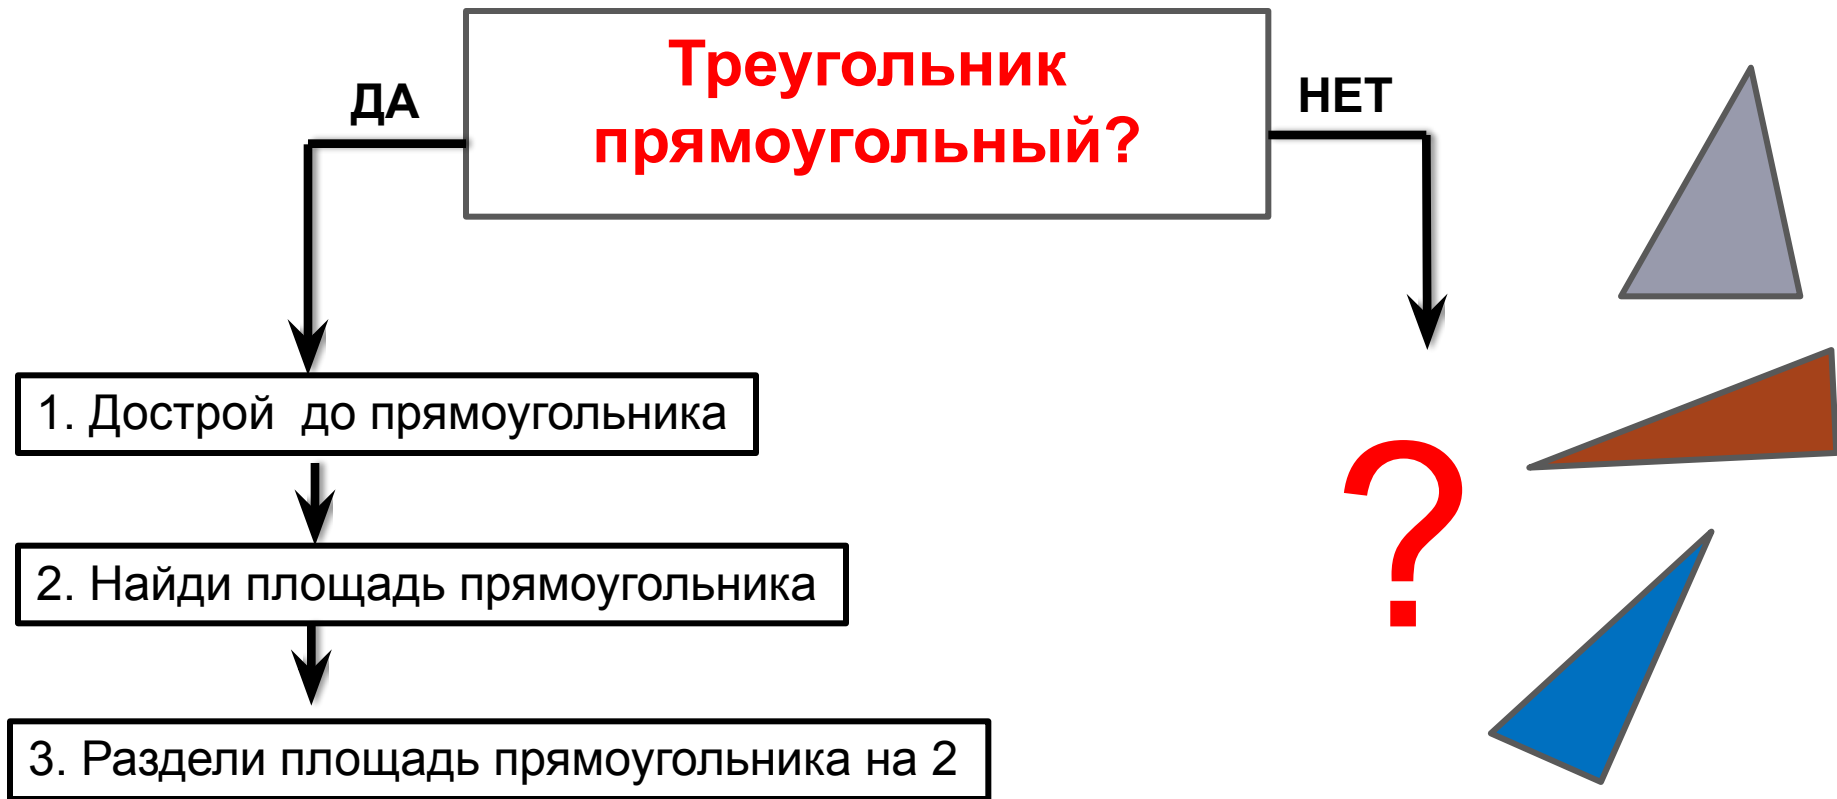 Треугольник
прямоугольный?
ДА
НЕТ
1. Дострой до прямоугольника
2. Найди площадь прямоугольника
3. Раздели площадь прямоугольника на 2
?